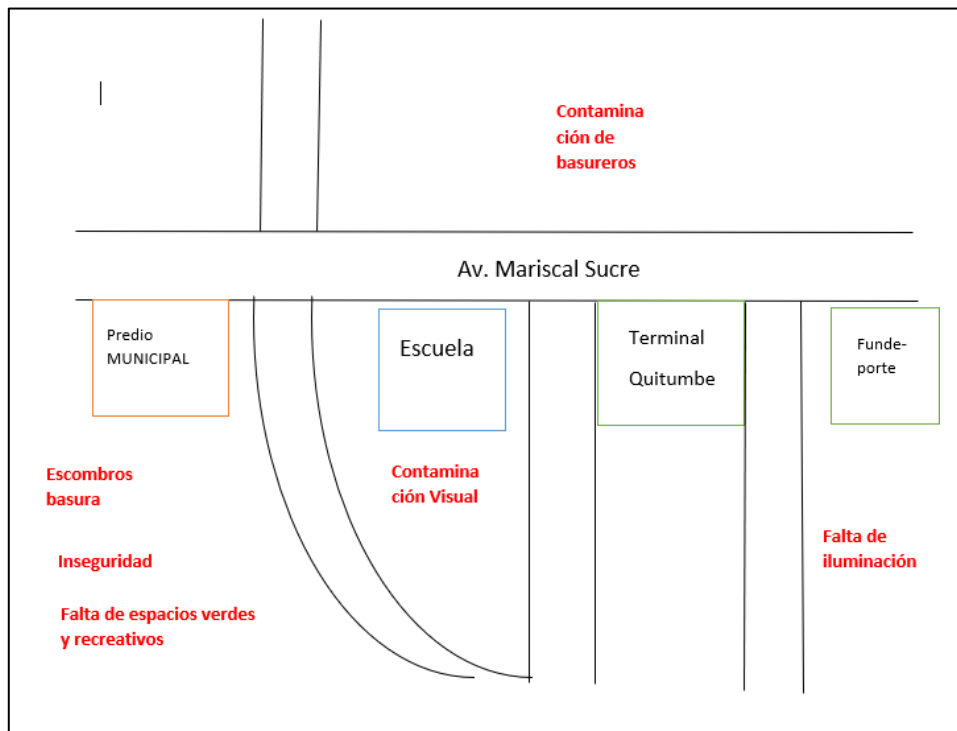 Contamina
ción de
basureros
Av. Mariscal Sucre
Predio
MUNICIPAL
Escuela
Terminal
Quitumbe
Funde-
porte
Escombros
basura
Contamina
ción Visual
Inseguridad
Falta de
iluminación
Falta de espacios verdes
y recreativos